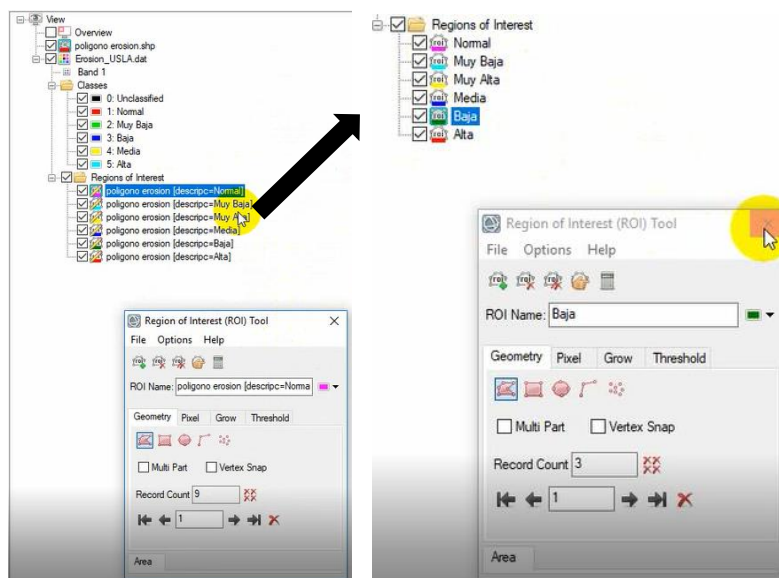 View
Overview
poligono erosion.shp
Erosion_USLA.dat
Band 1
Classes
0: Unclassified
1: Normal
2: Muy Baja
3: Baja
4: Media
5: Alta
Regions of Interest
poligono erosion [descripc=Normal]
poligono erosion [descripc=Muy Baja]
poligono erosion [descripc=Muy A
poligono erosion [descripc=Media]
poligono erosion [descripc=Baja]
poligono erosion [descripc=Alta]
Region of Interest (ROI) Tool
File Options Help
ROI Name: poligono erosion [descripc=Norma
Geometry Pixel Grow Threshold
Multi Part Vertex Snap
Record Count 9
1
Area
Regions of Interest
Normal
Muy Baja
Muy Alta
Media
Baja
Alta
Region of Interest (ROI) Tool
File Options Help
ROI Name: Baja
Geometry Pixel Grow Threshold
Multi Part Vertex Snap
Record Count 3
1
Area